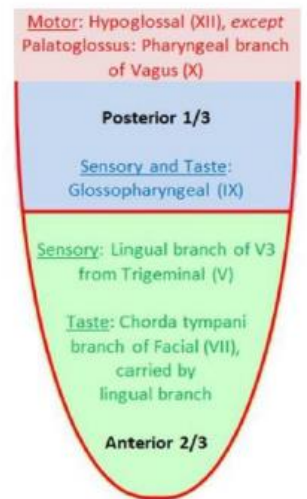 Motor: Hypoglossal (XII), except
Palatoglossus: Pharyngeal branch
of Vagus (X)
Posterior 1/3
Sensory and Taste:
Glossopharyngeal (IX)
Sensory: Lingual branch of V3
from Trigeminal (V)
Taste: Chorda tympani
branch of Facial (VII),
carried by
lingual branch
Anterior 2/3